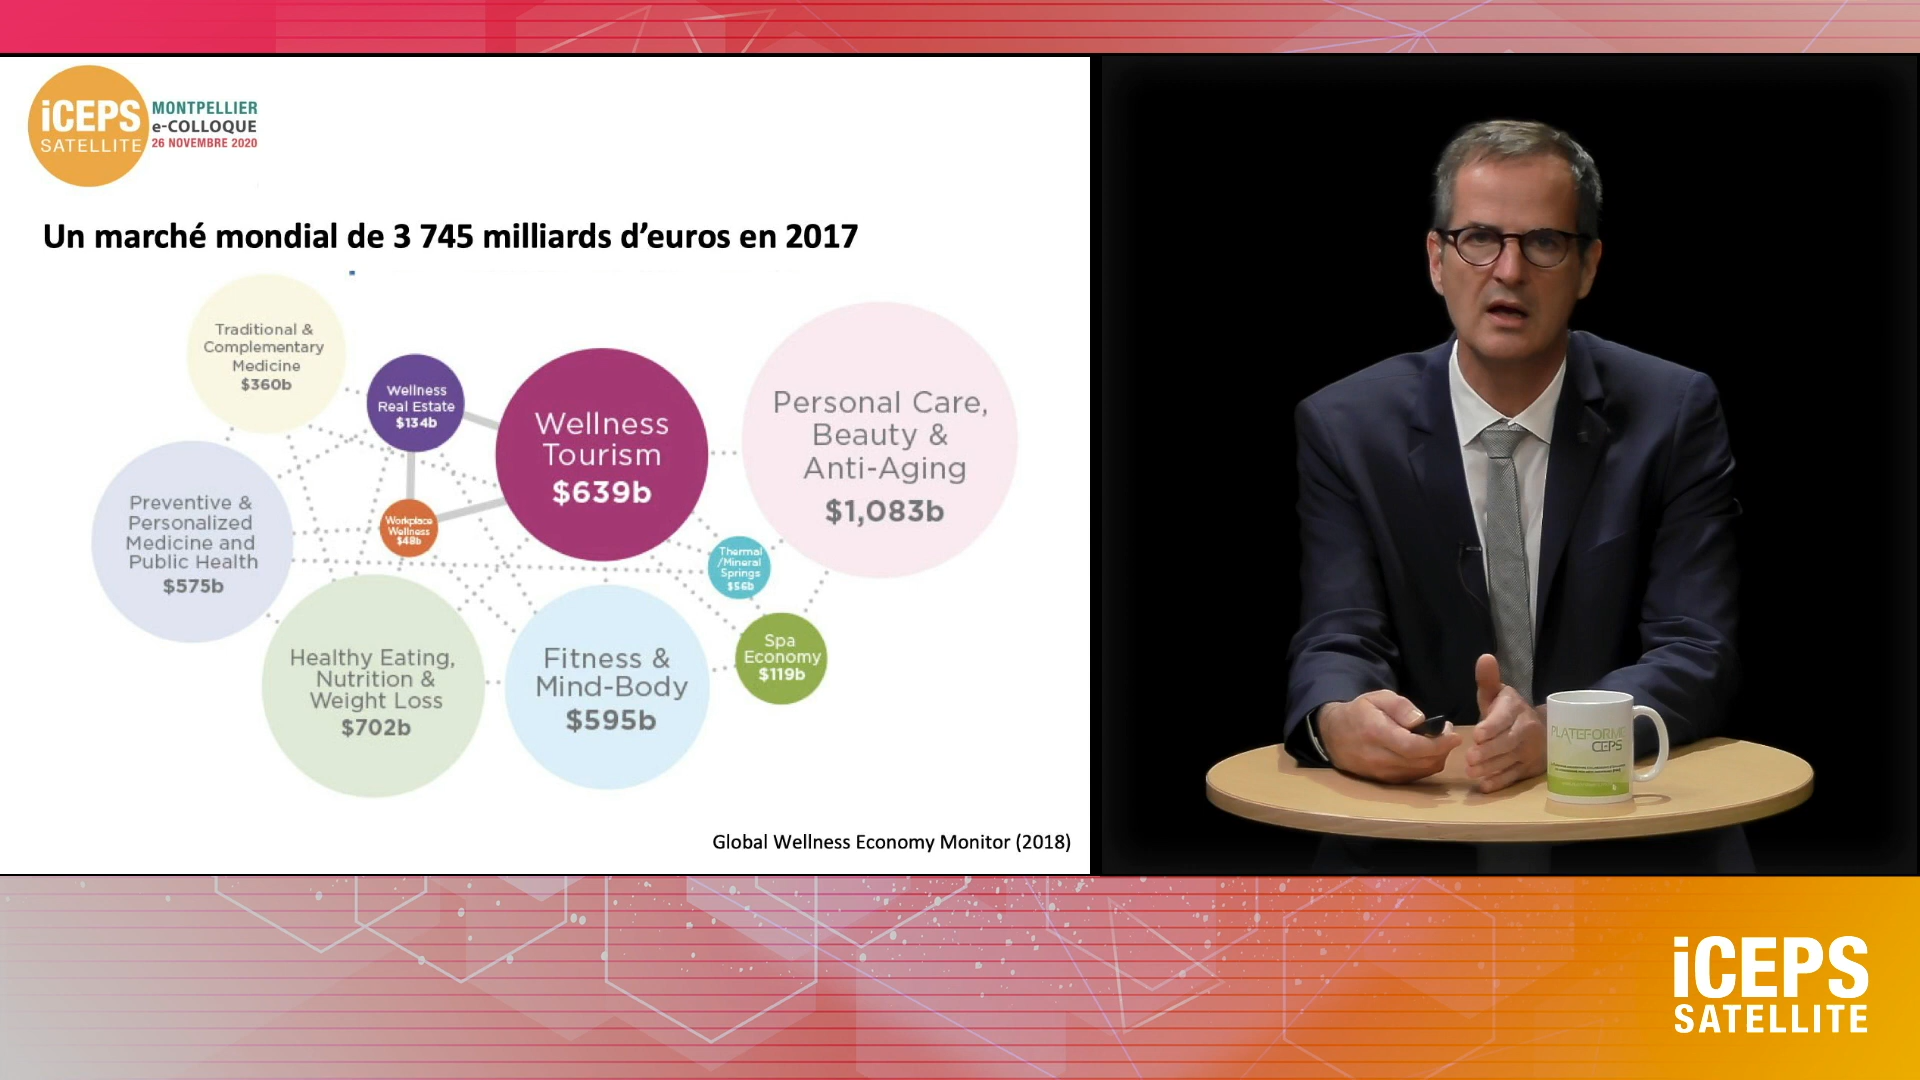 iCEPS
SATELLITE
MONTPELLIER
e-COLLOQUE
26 NOVEMBRE 2020
Un marché mondial de 3 745 milliards d’euros en 2017
Traditional &
Complementary
Medicine
$360b
Wellness
Real Estate
$134b
Wellness
Tourism
$639b
Personal Care,
Beauty &
Anti-Aging
$1,083b
Preventive &
Personalized
Medicine and
Public Health
$575b
Workplace
Wellness
$48b
Thermal
/Mineral
Springs
$56b
Healthy Eating,
Nutrition &
Weight Loss
$702b
Fitness &
Mind-Body
$595b
Spa
Economy
$119b
Global Wellness Economy Monitor (2018)
PLATEFORME
CEPS
iCEPS
SATELLITE